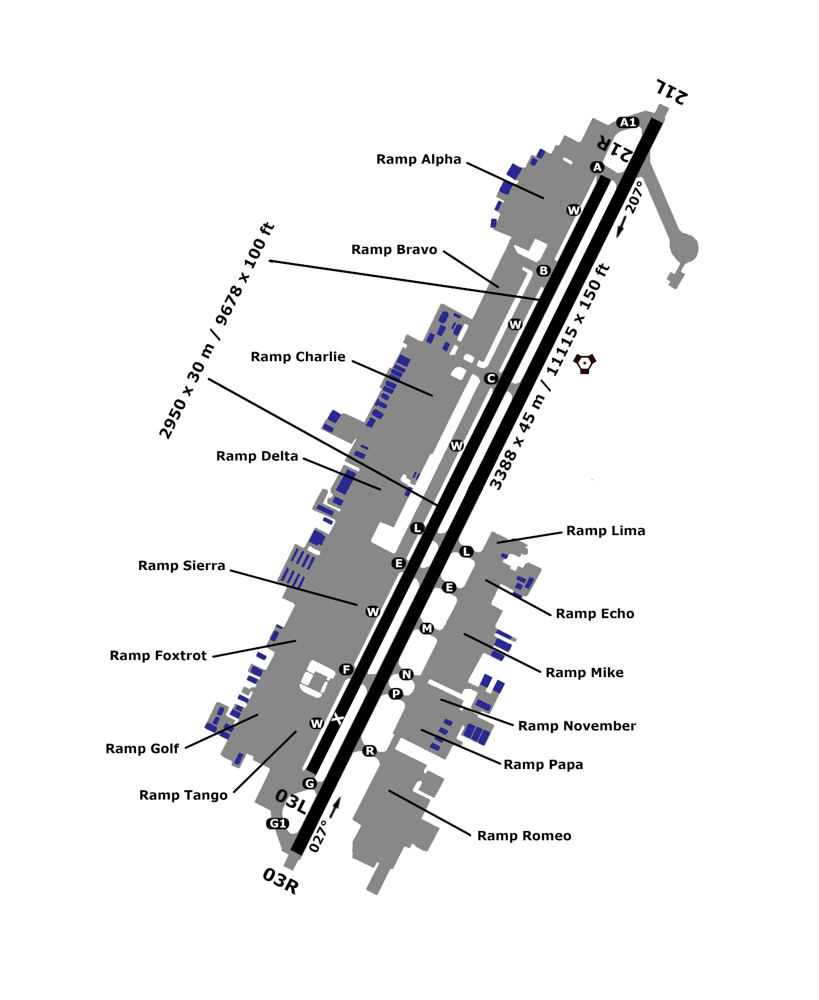 21L
A1
21R
A
Ramp Alpha
207°
W
2950 x 30 m / 9678 x 100 ft
Ramp Bravo
B
3388 x 45 m / 11115 x 150 ft
W
Ramp Charlie
C
W
Ramp Delta
L
Ramp Lima
L
E
Ramp Sierra
E
W
Ramp Echo
M
Ramp Foxtrot
F
N
Ramp Mike
P
X
W
Ramp November
Ramp Golf
R
Ramp Papa
G
Ramp Tango
03L
G1
027°
Ramp Romeo
03R